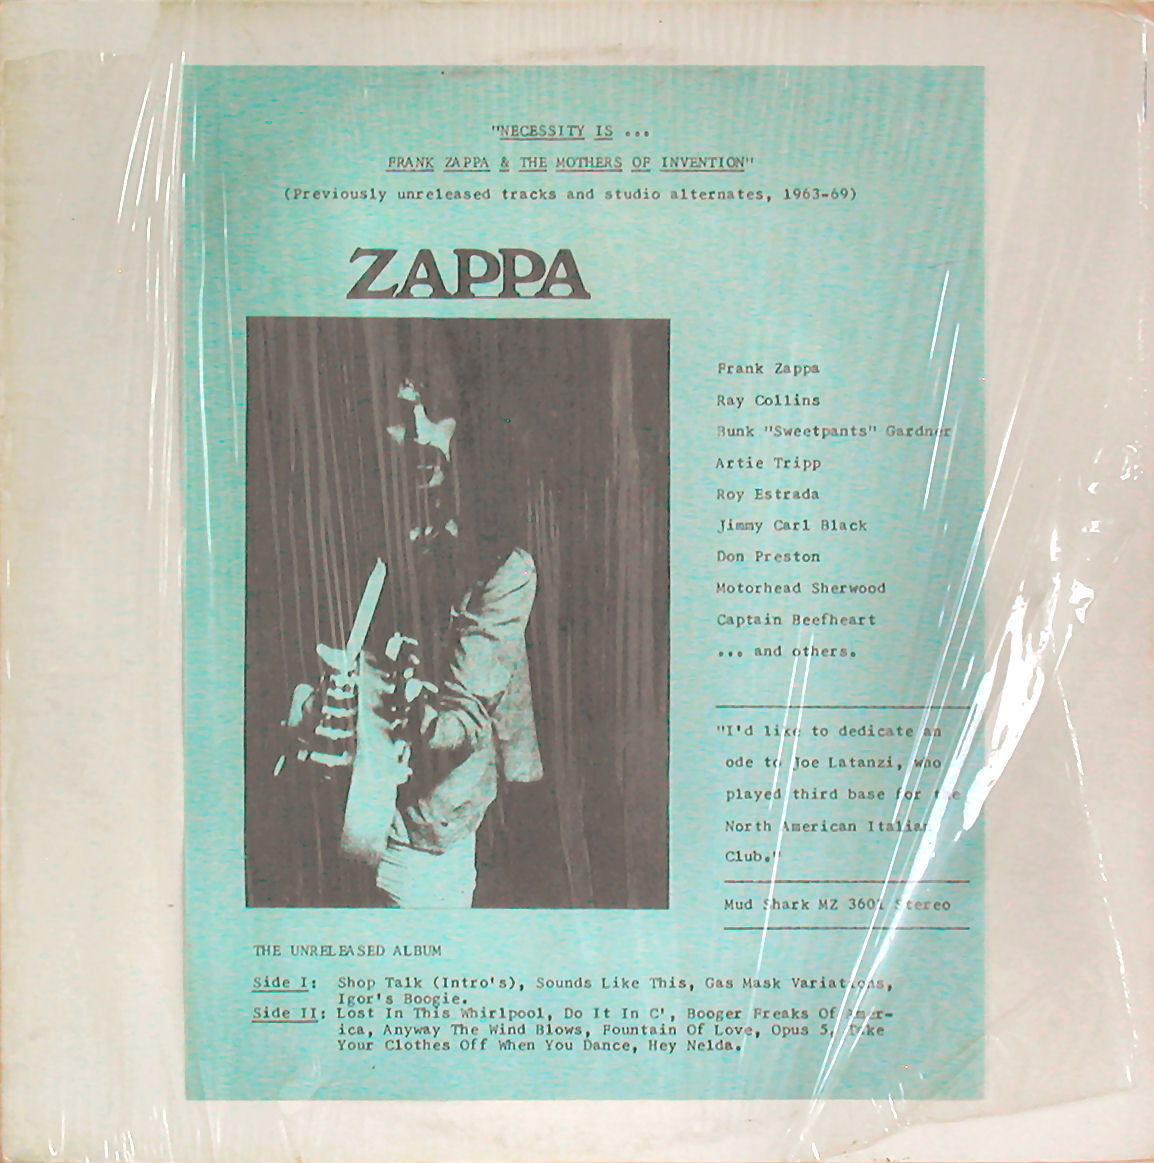 "NECESSITY IS ...
FRANK ZAPPA & THE MOTHERS OF INVENTION"
(Previously unreleased tracks and studio alternates, 1963-69)
ZAPPA
Frank Zappa
Ray Collins
Bunk "Sweetpants" Gardner
Artie Tripp
Roy Estrada
Jimmy Carl Black
Don Preston
Motorhead Sherwood
Captain Beefheart
... and others.
"I'd like to dedicate an
ode to Joe Latanzi, who
played third base for the
North American Italian
Club."
Mud Shark MZ 3601 Stereo
THE UNRELEASED ALBUM
Side I: Shop Talk (Intro's), Sounds Like This, Gas Mask Variations,
Igor's Boogie.
Side II: Lost In This Whirlpool, Do It In C', Booger Freaks Of Amer-
ica, Anyway The Wind Blows, Fountain Of Love, Opus 5, Take
Your Clothes Off When You Dance, Hey Nelda.